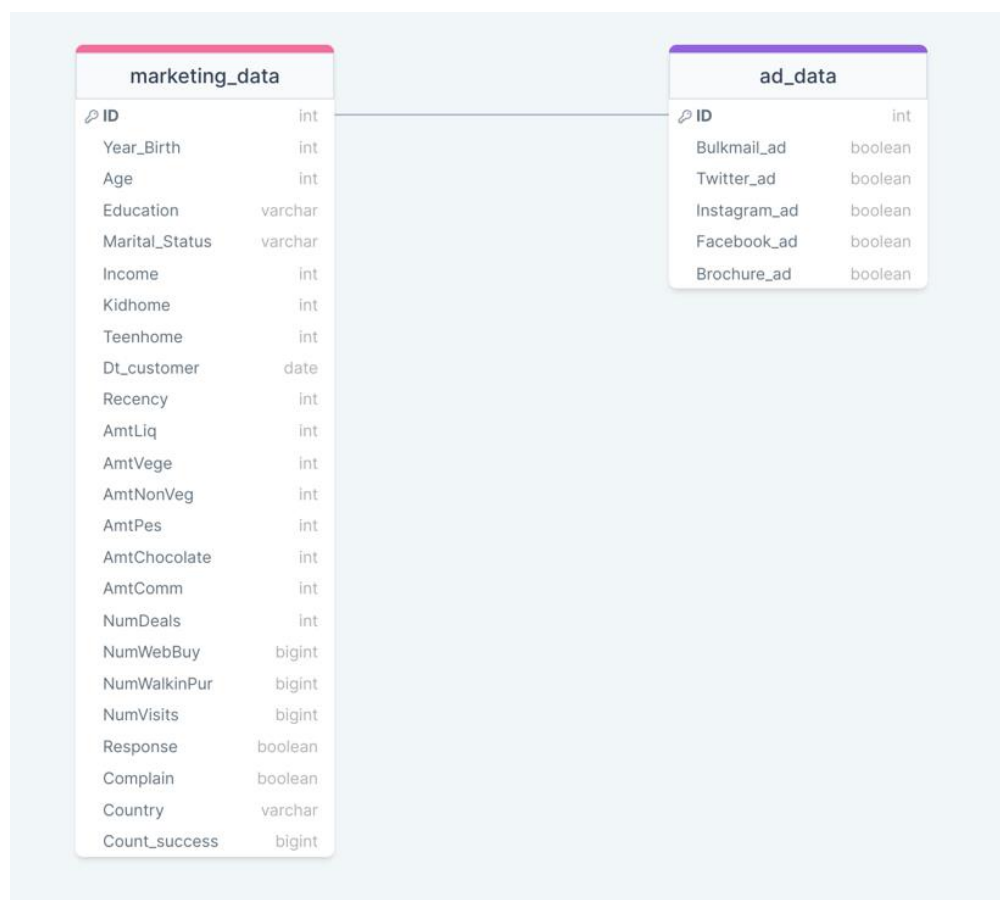 marketing_data
ID int
Year_Birth int
Age int
Education varchar
Marital_Status varchar
Income int
Kidhome int
Teenhome int
Dt_customer date
Recency int
AmtLiq int
AmtVege int
AmtNonVeg int
AmtPes int
AmtChocolate int
AmtComm int
NumDeals int
NumWebBuy bigint
NumWalkinPur bigint
NumVisits bigint
Response boolean
Complain boolean
Country varchar
Count_success bigint
ad_data
ID int
Bulkmail_ad boolean
Twitter_ad boolean
Instagram_ad boolean
Facebook_ad boolean
Brochure_ad boolean